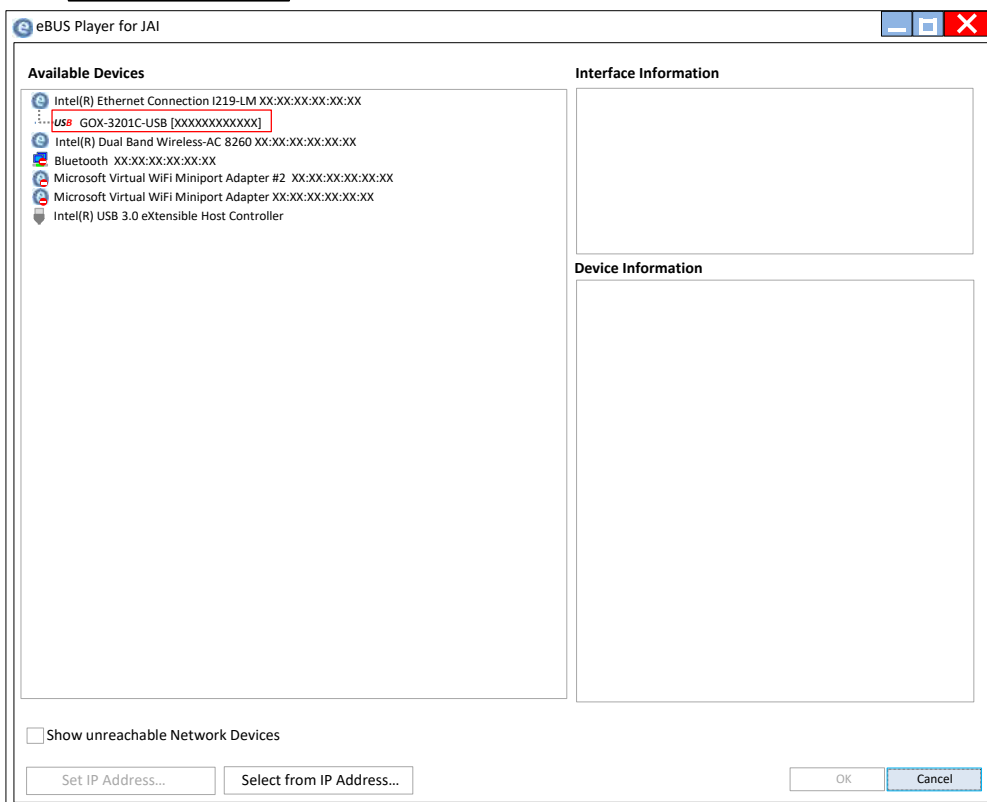 eBUS Player for JAI
Available Devices
Intel(R) Ethernet Connection I219-LM XX:XX:XX:XX:XX:XX
USB GOX-3201C-USB [XXXXXXXXXXXX]
Intel(R) Dual Band Wireless-AC 8260 XX:XX:XX:XX:XX:XX
Bluetooth XX:XX:XX:XX:XX:XX
Microsoft Virtual WiFi Miniport Adapter #2 XX:XX:XX:XX:XX:XX
Microsoft Virtual WiFi Miniport Adapter XX:XX:XX:XX:XX:XX
Intel(R) USB 3.0 eXtensible Host Controller
Interface Information
Device Information
Show unreachable Network Devices
Set IP Address...
Select from IP Address...
OK
Cancel